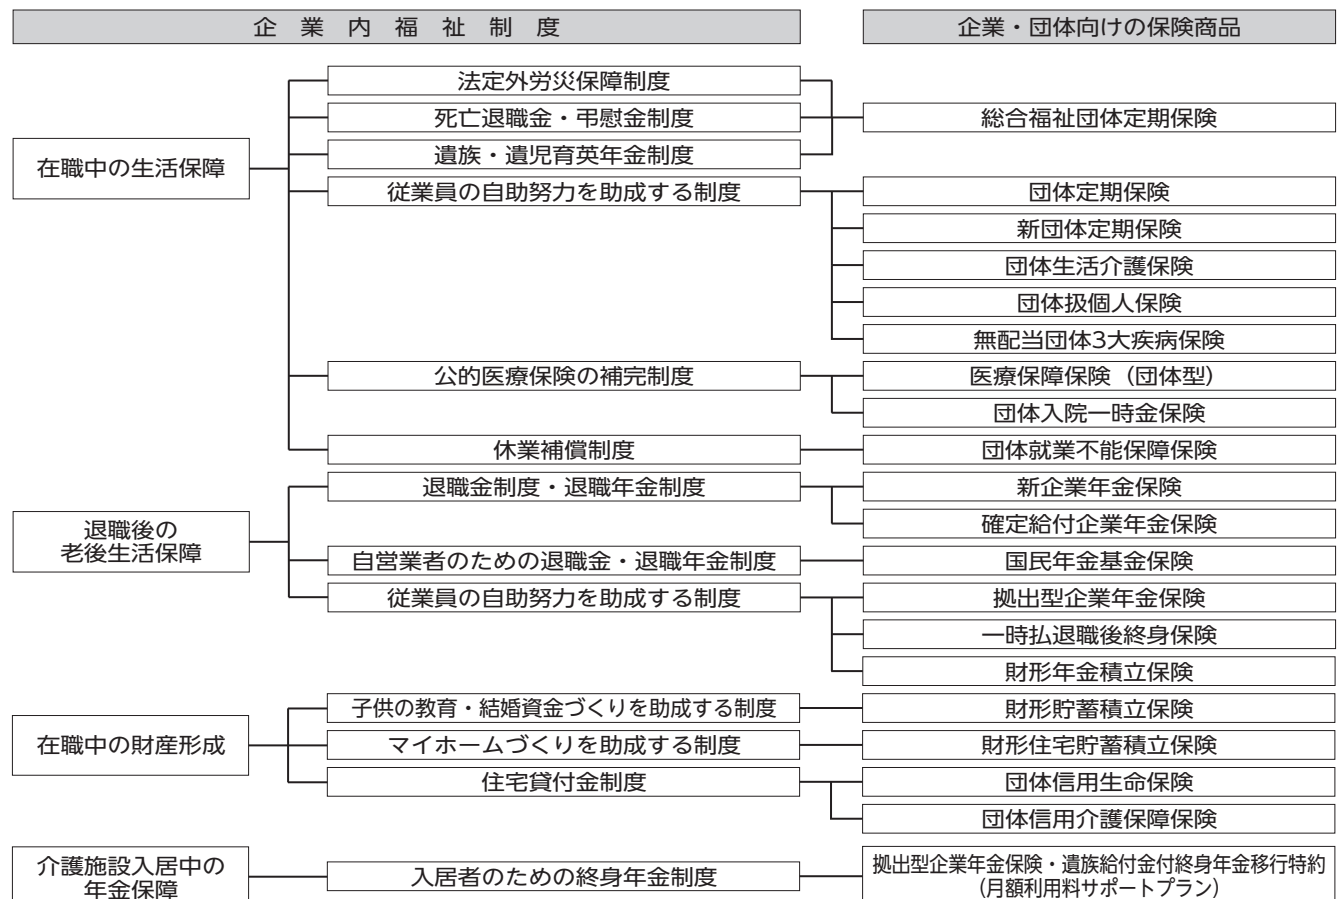 企業内福祉制度
企業・団体向けの保険商品
在職中の生活保障
法定外労災保障制度
死亡退職金・弔慰金制度
遺族・遺児育英年金制度
総合福祉団体定期保険
従業員の自助努力を助成する制度
団体定期保険
新団体定期保険
団体生活介護保険
団体扱個人保険
無配当団体3大疾病保険
公的医療保険の補完制度
医療保障保険（団体型）
団体入院一時金保険
休業補償制度
団体就業不能保障保険
退職後の
老後生活保障
退職金制度・退職年金制度
新企業年金保険
確定給付企業年金保険
自営業者のための退職金・退職年金制度
国民年金基金保険
従業員の自助努力を助成する制度
拠出型企業年金保険
一時払退職後終身保険
財形年金積立保険
在職中の財産形成
子供の教育・結婚資金づくりを助成する制度
財形貯蓄積立保険
マイホームづくりを助成する制度
財形住宅貯蓄積立保険
住宅貸付金制度
団体信用生命保険
団体信用介護保障保険
介護施設入居中の
年金保障
入居者のための終身年金制度
拠出型企業年金保険・遺族給付金付終身年金移行特約
（月額利用料サポートプラン）